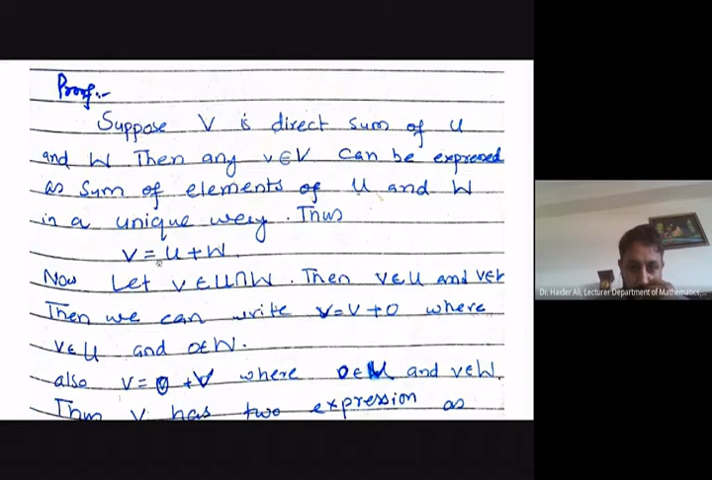 Proof:-
Suppose V is direct sum of U
and W Then any v∈V can be expressed
as sum of elements of U and W
in a unique way. Thus
V = U + W.
Now Let v∈U∩W. Then v∈U and v∈
Then we can write v=v+0 where
v∈U and 0∈W.
also v=0+v where 0∈U and v∈W.
Thus v has two expression as
Dr. Haider Ali, Lecturer Department of Mathematics,...